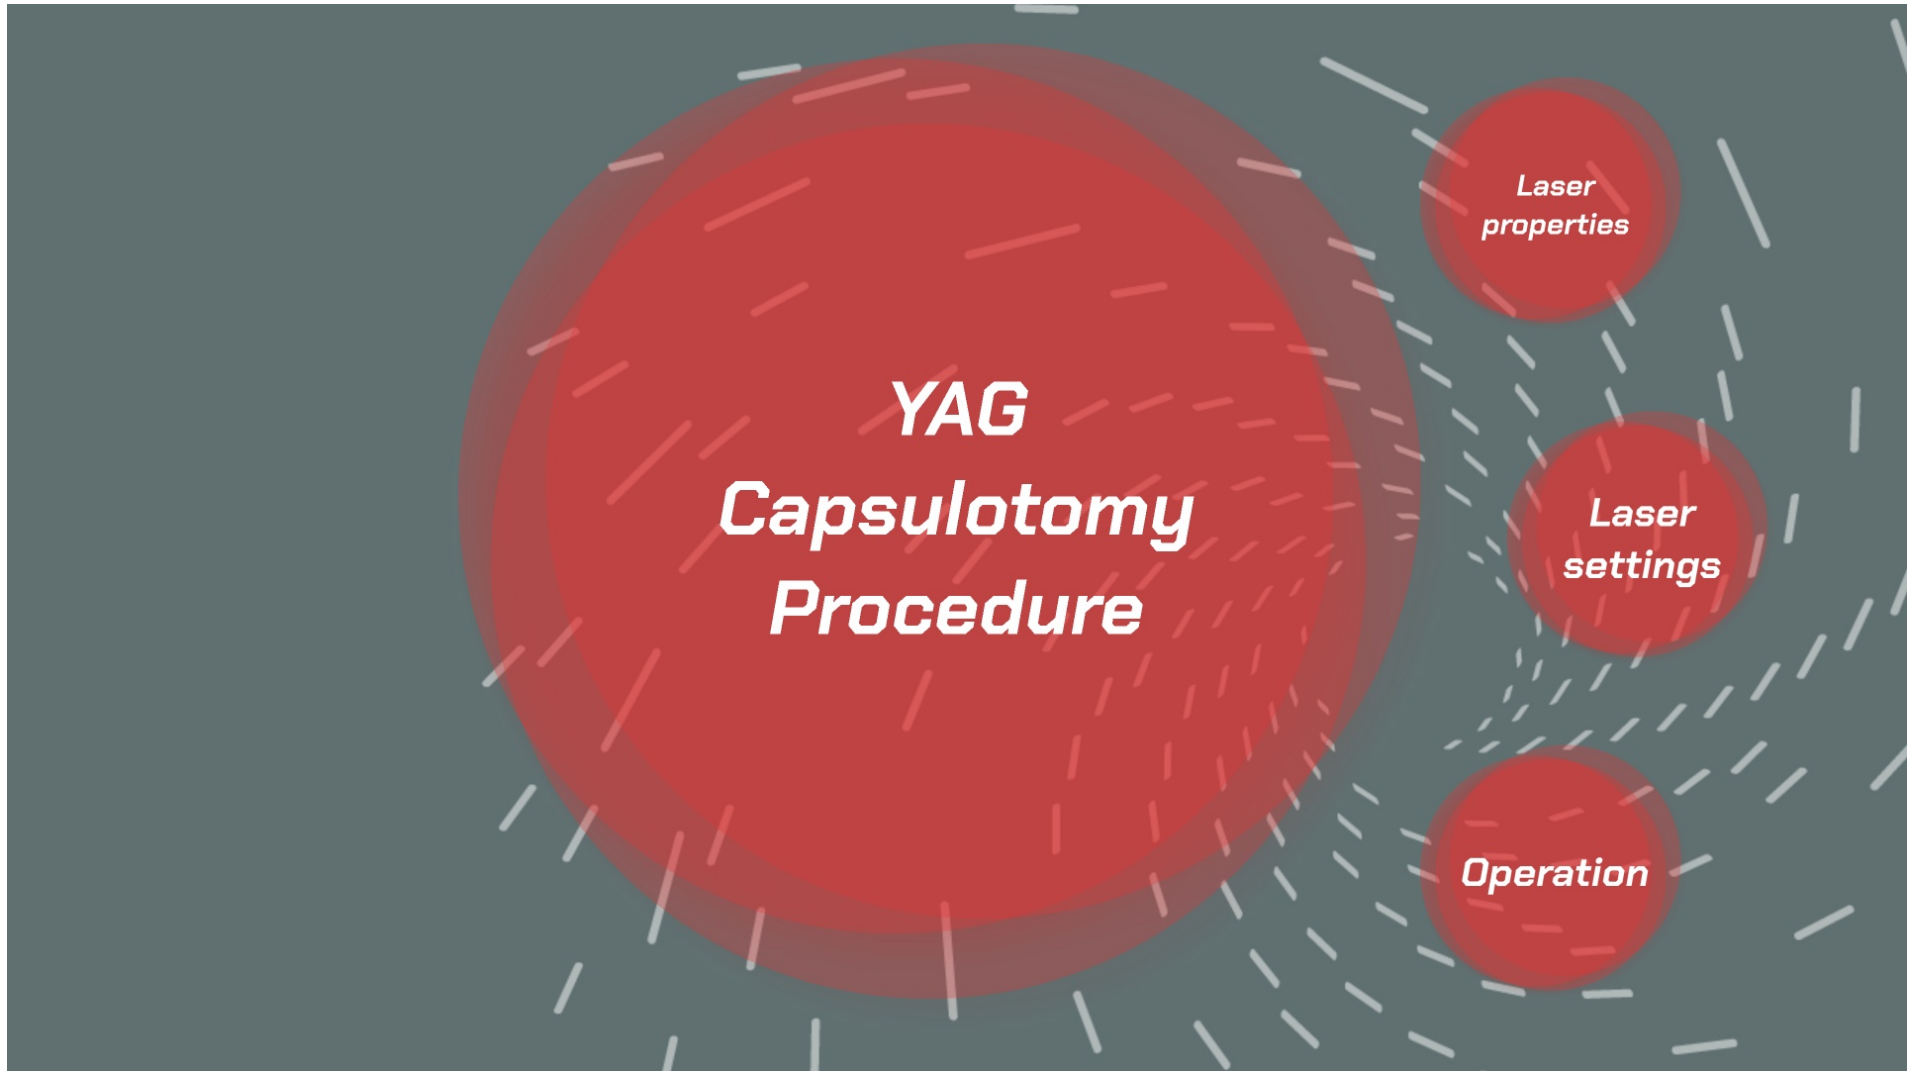 YAG
Capsulotomy
Procedure
Laser
properties
Laser
settings
Operation